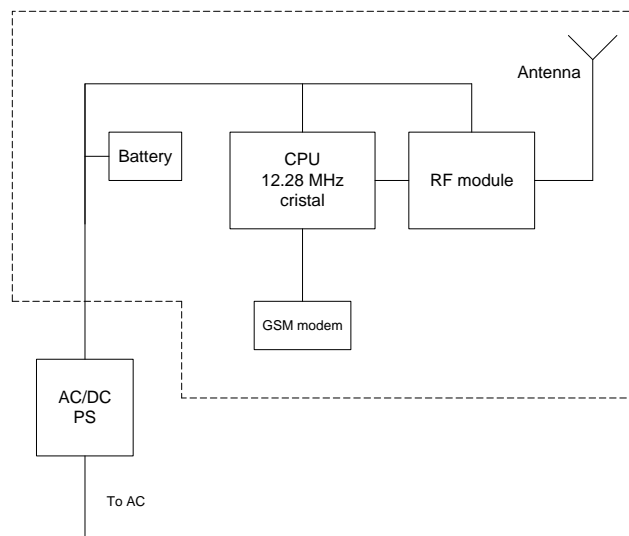 Antenna
Battery
CPU
12.28 MHz
cristal
RF module
GSM modem
AC/DC
PS
To AC